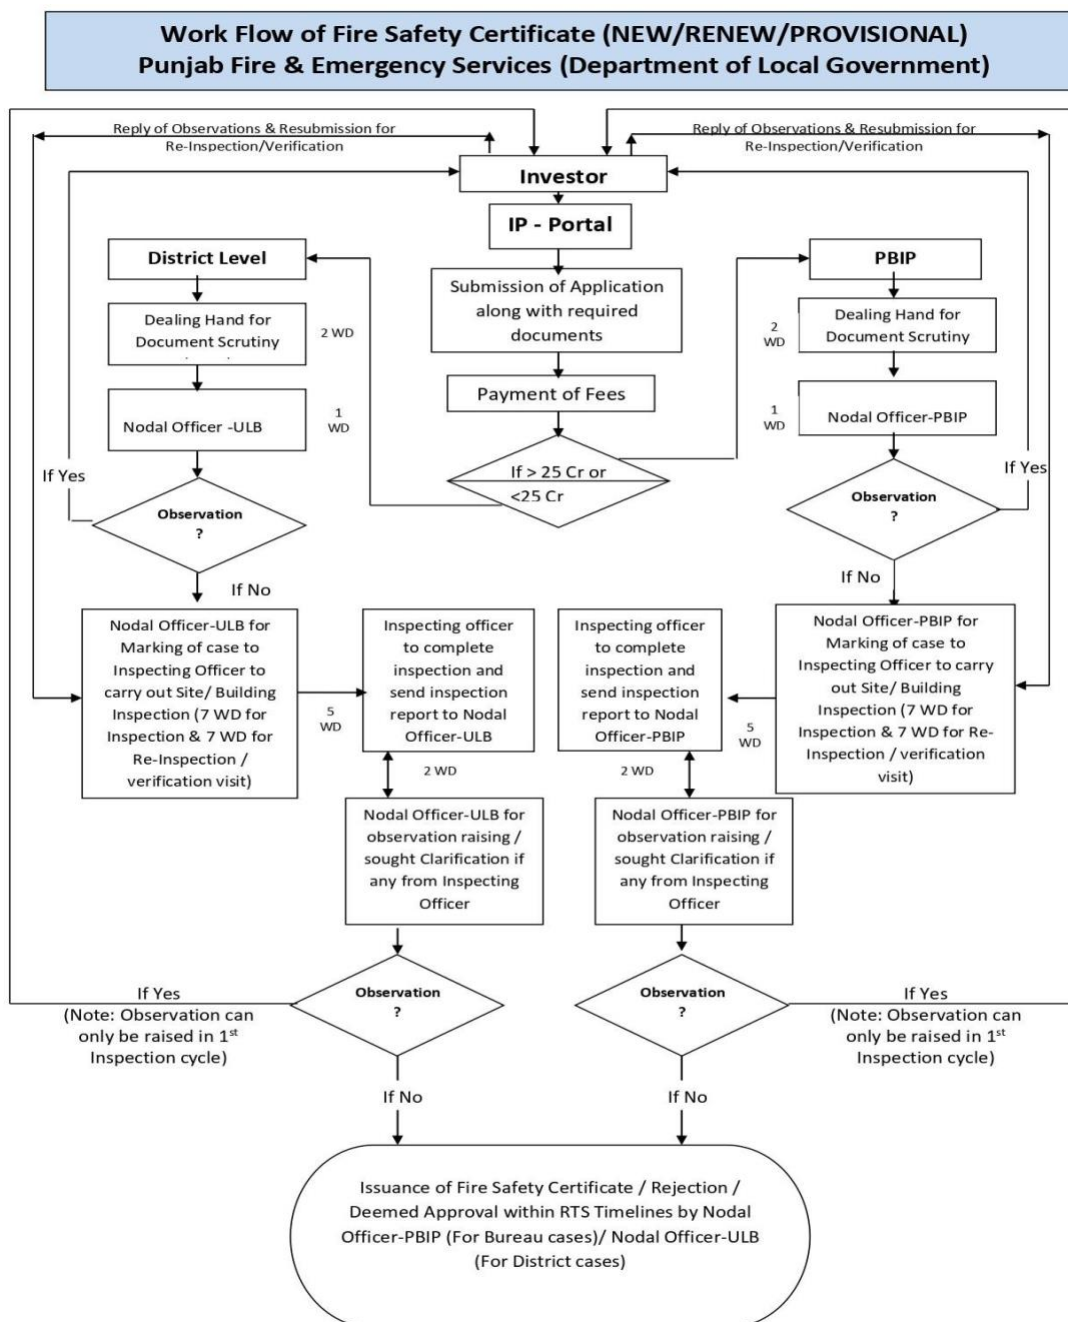 Work Flow of Fire Safety Certificate (NEW/RENEW/PROVISIONAL)
Punjab Fire & Emergency Services (Department of Local Government)
Reply of Observations & Resubmission for
Re-Inspection/Verification
Reply of Observations & Resubmission for
Re-Inspection/Verification
Investor
IP - Portal
District Level
PBIP
Submission of Application
along with required
documents
Dealing Hand for
Document Scrutiny
2 WD
2
WD
Dealing Hand for
Document Scrutiny
Payment of Fees
Nodal Officer -ULB
1
WD
1
WD
Nodal Officer-PBIP
If > 25 Cr or
<25 Cr
If Yes
If Yes
Observation
?
Observation
?
If No
If No
Nodal Officer-ULB for
Marking of case to
Inspecting Officer to
carry out Site/ Building
Inspection (7 WD for
Inspection & 7 WD for
Re-Inspection /
verification visit)
5
WD
Inspecting officer
to complete
inspection and
send inspection
report to Nodal
Officer-ULB
Inspecting officer
to complete
inspection and
send inspection
report to Nodal
Officer-PBIP
5
WD
Nodal Officer-PBIP for
Marking of case to
Inspecting Officer to
carry out Site/ Building
Inspection (7 WD for
Inspection & 7 WD for Re-
Inspection / verification
visit)
2 WD
2 WD
Nodal Officer-ULB for
observation raising /
sought Clarification if
any from Inspecting
Officer
Nodal Officer-PBIP for
observation raising /
sought Clarification if
any from Inspecting
Officer
If Yes
(Note: Observation can
only be raised in 1st
Inspection cycle)
Observation
?
Observation
?
If Yes
(Note: Observation can
only be raised in 1st
Inspection cycle)
If No
If No
Issuance of Fire Safety Certificate / Rejection /
Deemed Approval within RTS Timelines by Nodal
Officer-PBIP (For Bureau cases)/ Nodal Officer-ULB
(For District cases)